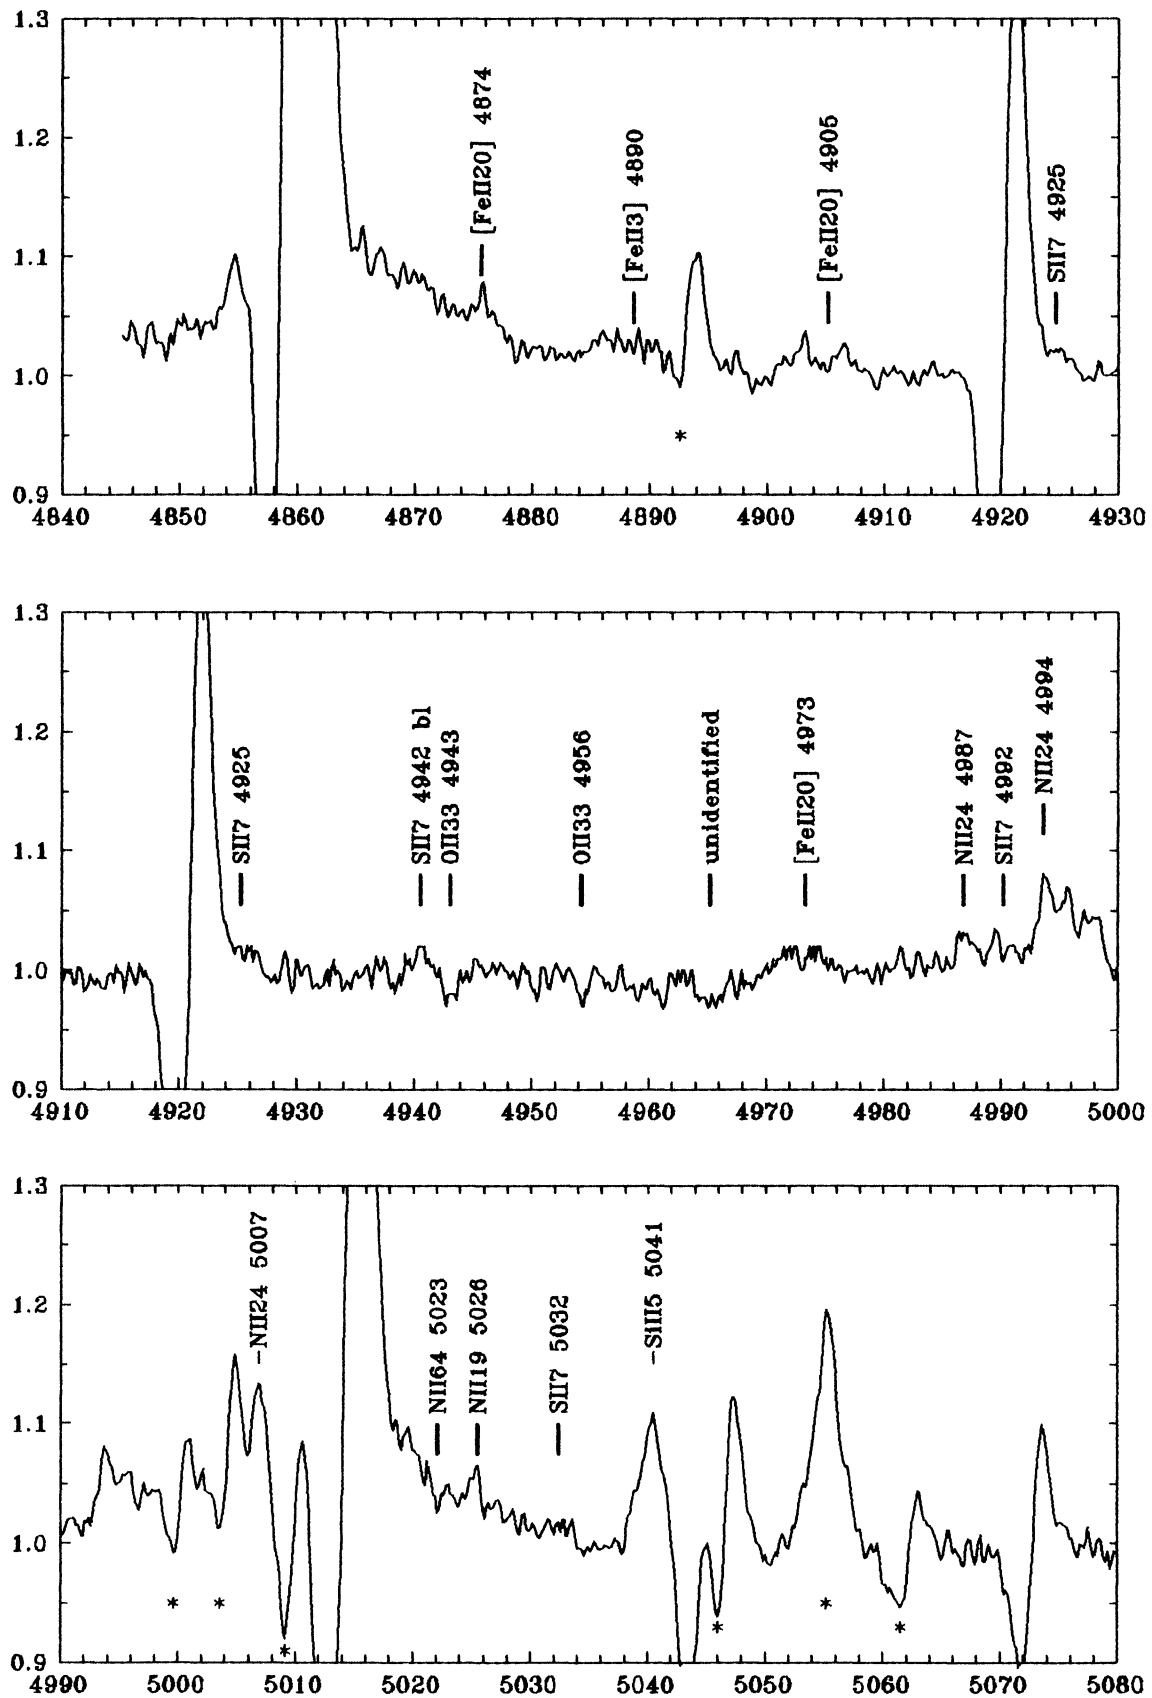 1.3
1.2
1.1
1.0
0.9
[FeII20] 4874
[FeII3] 4890
[FeII20] 4905
SII7 4925
*
4840 4850 4860 4870 4880 4890 4900 4910 4920 4930
1.3
1.2
1.1
1.0
0.9
SII7 4925
SII7 4942 bl
OII33 4943
OII33 4956
unidentified
[FeII20] 4973
NII24 4987
SII7 4992
NII24 4994
4910 4920 4930 4940 4950 4960 4970 4980 4990 5000
1.3
1.2
1.1
1.0
0.9
NII24 5007
NII64 5023
NII19 5026
SII7 5032
SiII5 5041
* * * * * *
4990 5000 5010 5020 5030 5040 5050 5060 5070 5080